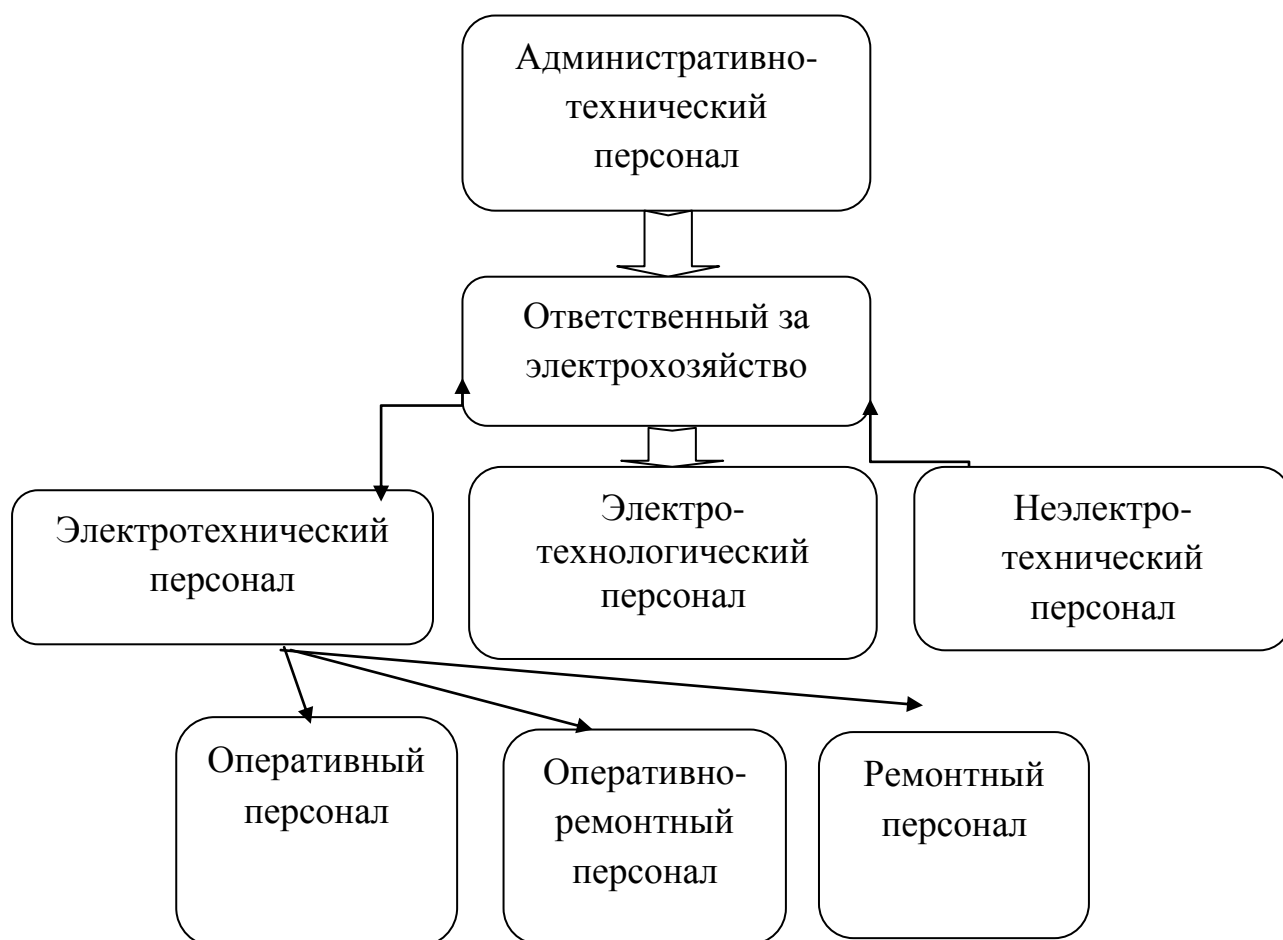 Административно-
технический
персонал
Ответственный за
электрохозяйство
Электротехнический
персонал
Электро-
технологический
персонал
Неэлектро-
технический
персонал
Оперативный
персонал
Оперативно-
ремонтный
персонал
Ремонтный
персонал